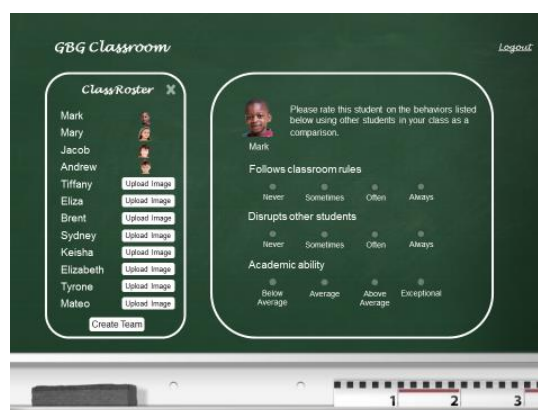 GBG Classroom
Logout
Class Roster X
Mark
Mary
Jacob
Andrew
Tiffany Upload Image
Eliza Upload Image
Brent Upload Image
Sydney Upload Image
Keisha Upload Image
Elizabeth Upload Image
Tyrone Upload Image
Mateo Upload Image
Create Team
Please rate this student on the behaviors listed
below using other students in your class as a
comparison.
Mark
Follows classroom rules
Never Sometimes Often Always
Disrupts other students
Never Sometimes Often Always
Academic ability
Below Average Above Exceptional
Average Average
1 2 3